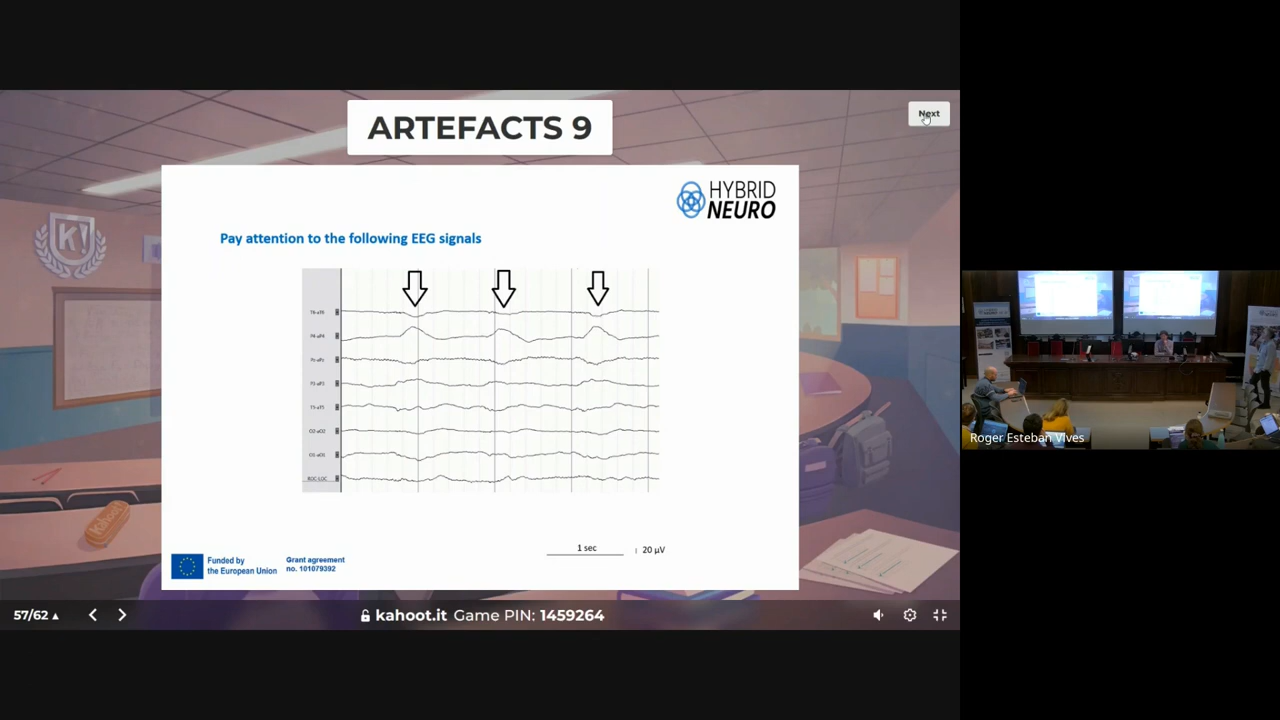 ARTEFACTS 9
Next
HYBRID
NEURO
Pay attention to the following EEG signals
1 sec
20 µV
Funded by
the European Union
Grant agreement
no. 101079392
57/62
kahoot.it Game PIN: 1459264
K!
Kahoot!
Roger Esteban Vives